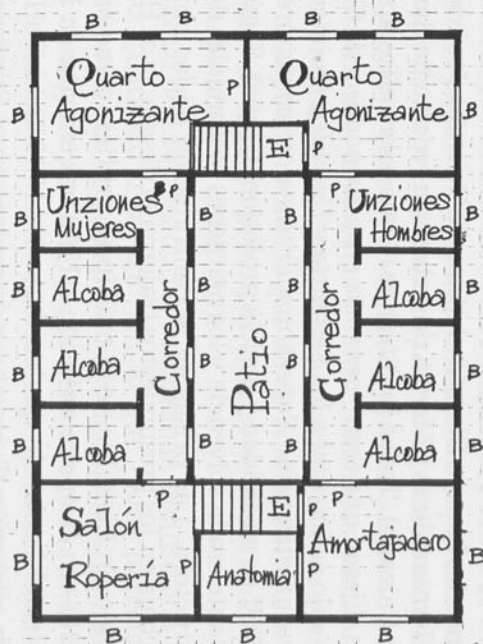 B B B B
Quarto
Agonizante
Quarto
Agonizante
P
B
B
E
P
P
P
Unziones
Mujeres
Unziones
Hombres
B
B
B
B
Alcoba
Alcoba
B
B
B
B
Corredor
Patio
Corredor
Alcoba
Alcoba
B
B
B
B
Alcoba
Alcoba
B
B
B
B
P
P
E
P
Salón
Ropería
Anatomia
Amortajadero
P
P
B
B
B B B